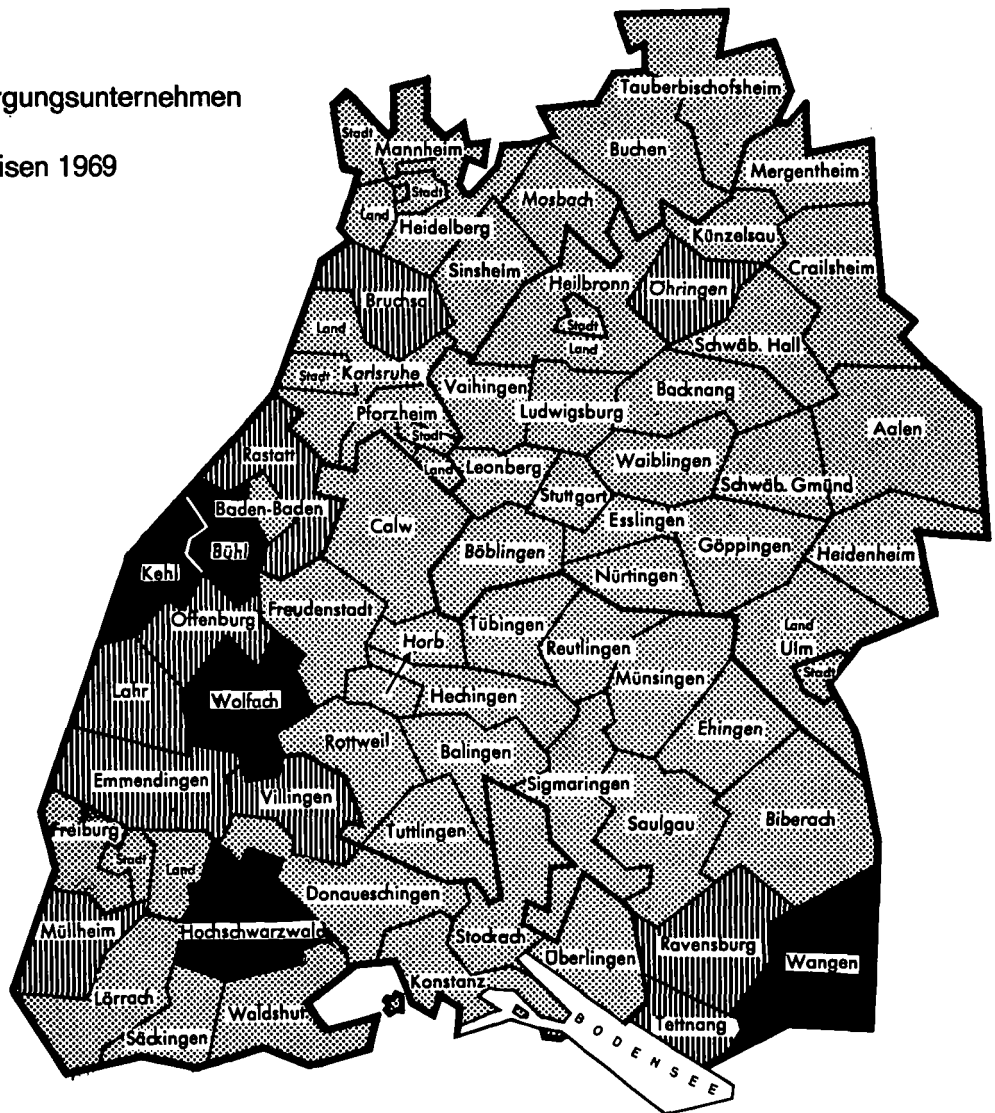 rgungsunternehmen
isen 1969
Tauberbischofsheim
Stadt
Mannheim
Buchen
Mergentheim
Stadt
Mosbach
Land
Heidelberg
Künzelsau
Sinsheim
Heilbronn
Crailsheim
Öhringen
Bruchsa
Land
Stadt
Land
Schwäb. Hall
Stadt
Karlsruhe
Vaihingen
Backnang
Pforzheim
Ludwigsburg
Stadt
Aalen
Rastatt
Land
Leonberg
Waiblingen
Schwäb. Gmünd
Stuttgart
Baden-Baden
Calw
Esslingen
Bühl
Böblingen
Göppingen
Heidenheim
Kehl
Nürtingen
Freudenstadt
Offenburg
Tübingen
Land
Horb
Reutlingen
Ulm
Stadt
Lahr
Wolfach
Hechingen
Münsingen
Ehingen
Rottweil
Balingen
Emmendingen
Sigmaringen
Villingen
Saulgau
Biberach
Freiburg
Tuttlingen
Stadt
Land
Donaueschingen
Müllheim
Hochschwarzwald
Stockach
Ravensburg
Überlingen
Wangen
Konstanz
Lörrach
Waldshut
Tettnang
Säckingen
BODENSEE